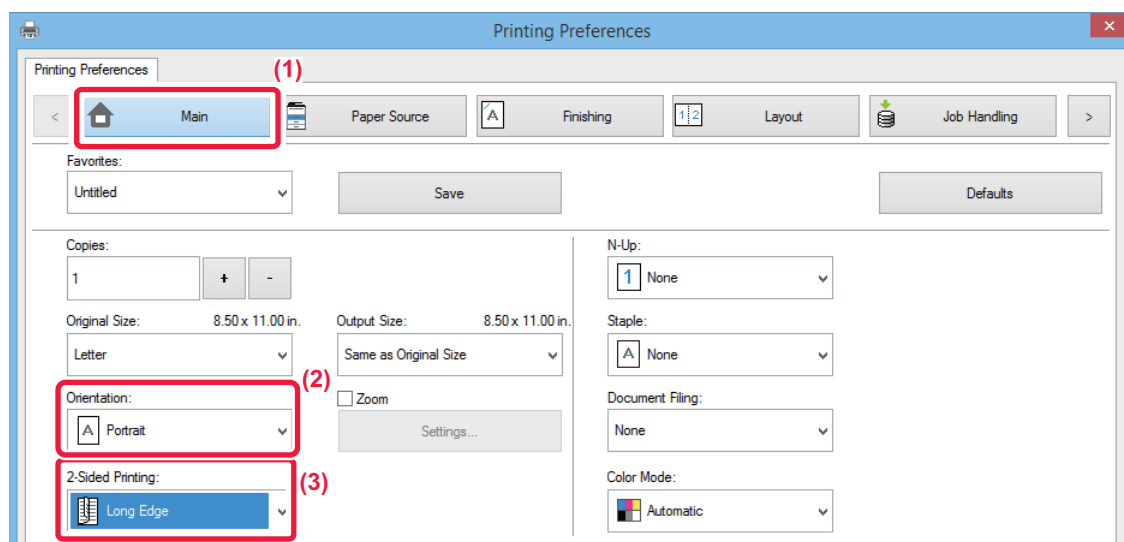 Printing Preferences
Printing Preferences
(1)
< Main Paper Source A Finishing 1 2 Layout Job Handling >
Favorites:
Untitled Save Defaults
Copies: N-Up:
1 + - 1 None
Original Size: 8.50 x 11.00 in. Output Size: 8.50 x 11.00 in. Staple:
Letter Same as Original Size A None
(2)
Orientation: Zoom Document Filing:
A Portrait Settings... None
2-Sided Printing: (3) Color Mode:
Long Edge Automatic